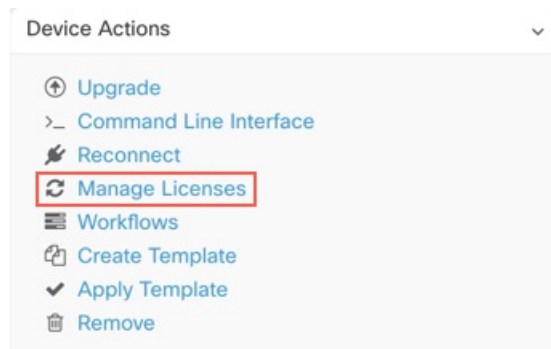 Device Actions
Upgrade
Command Line Interface
Reconnect
Manage Licenses
Workflows
Create Template
Apply Template
Remove